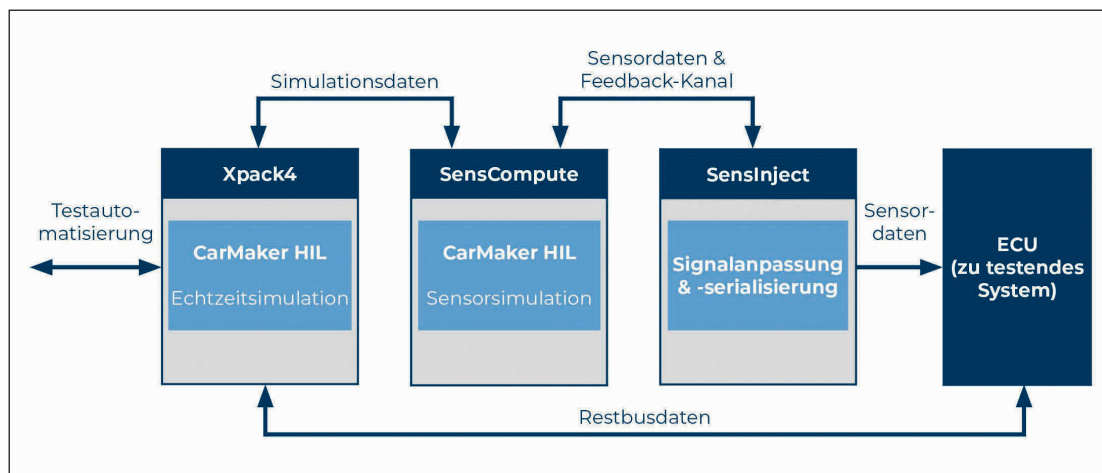 Simulationsdaten
Sensordaten &
Feedback-Kanal
Xpack4
SensCompute
SensInject
Testauto-
matisierung
CarMaker HIL
Echtzeitsimulation
CarMaker HIL
Sensorsimulation
Signalanpassung
& -serialisierung
Sensor-
daten
ECU
(zu testendes
System)
Restbusdaten